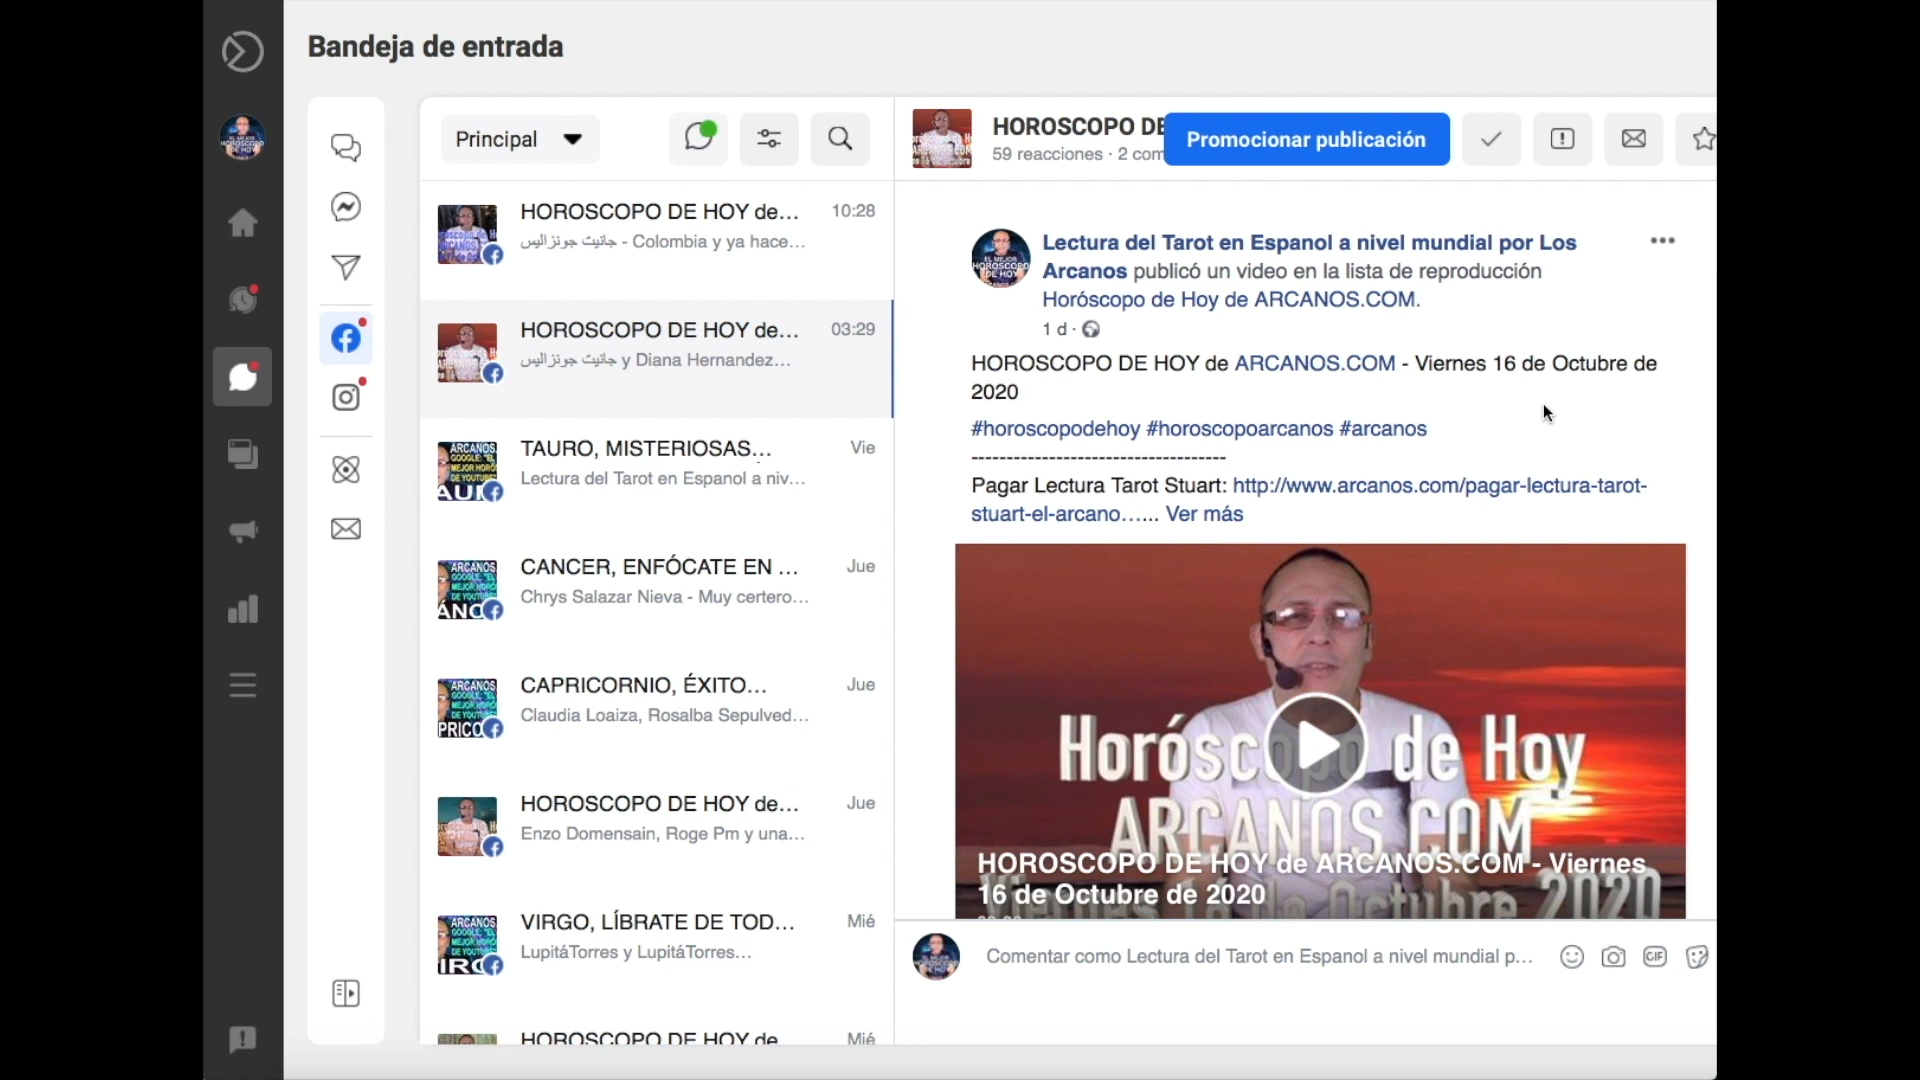 Bandeja de entrada
Principal
HOROSCOPO DE HOY de...
10:28
جانيت جونزاليس - Colombia y ya hace...
HOROSCOPO DE HOY de...
03:29
جانيت جونزاليس y Diana Hernandez...
TAURO, MISTERIOSAS...
Vie
Lectura del Tarot en Espanol a niv...
CANCER, ENFÓCATE EN ...
Jue
Chrys Salazar Nieva - Muy certero...
CAPRICORNIO, ÉXITO...
Jue
Claudia Loaiza, Rosalba Sepulved...
HOROSCOPO DE HOY de...
Jue
Enzo Domensain, Roge Pm y una...
VIRGO, LÍBRATE DE TOD...
Mié
LupitáTorres y LupitáTorres...
HOROSCOPO DE HOY de
Mié
HOROSCOPO DE
59 reacciones · 2 com
Promocionar publicación
Lectura del Tarot en Espanol a nivel mundial por Los
Arcanos publicó un video en la lista de reproducción
Horóscopo de Hoy de ARCANOS.COM.
1 d ·
HOROSCOPO DE HOY de ARCANOS.COM - Viernes 16 de Octubre de
2020
#horoscopodehoy #horoscopoarcanos #arcanos
------------------------------------
Pagar Lectura Tarot Stuart: http://www.arcanos.com/pagar-lectura-tarot-
stuart-el-arcano…... Ver más
Horóscopo de Hoy
ARCANOS.COM
HOROSCOPO DE HOY de ARCANOS.COM - Viernes
16 de Octubre de 2020
Viernes 16 de Octubre 2020
Comentar como Lectura del Tarot en Espanol a nivel mundial p...
GIF